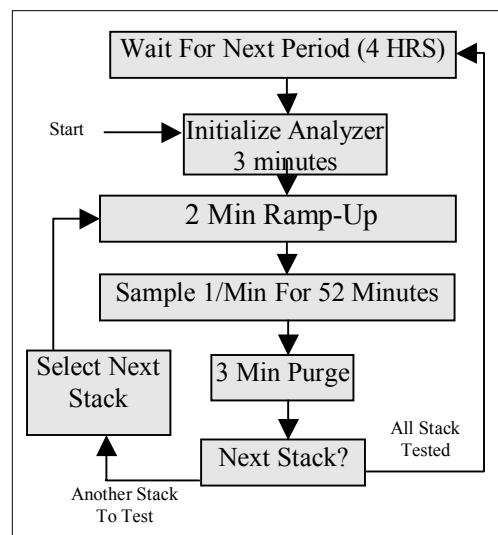 Wait For Next Period (4 HRS)
Start
Initialize Analyzer
3 minutes
2 Min Ramp-Up
Sample 1/Min For 52 Minutes
Select Next
Stack
3 Min Purge
Next Stack?
All Stack
Tested
Another Stack
To Test